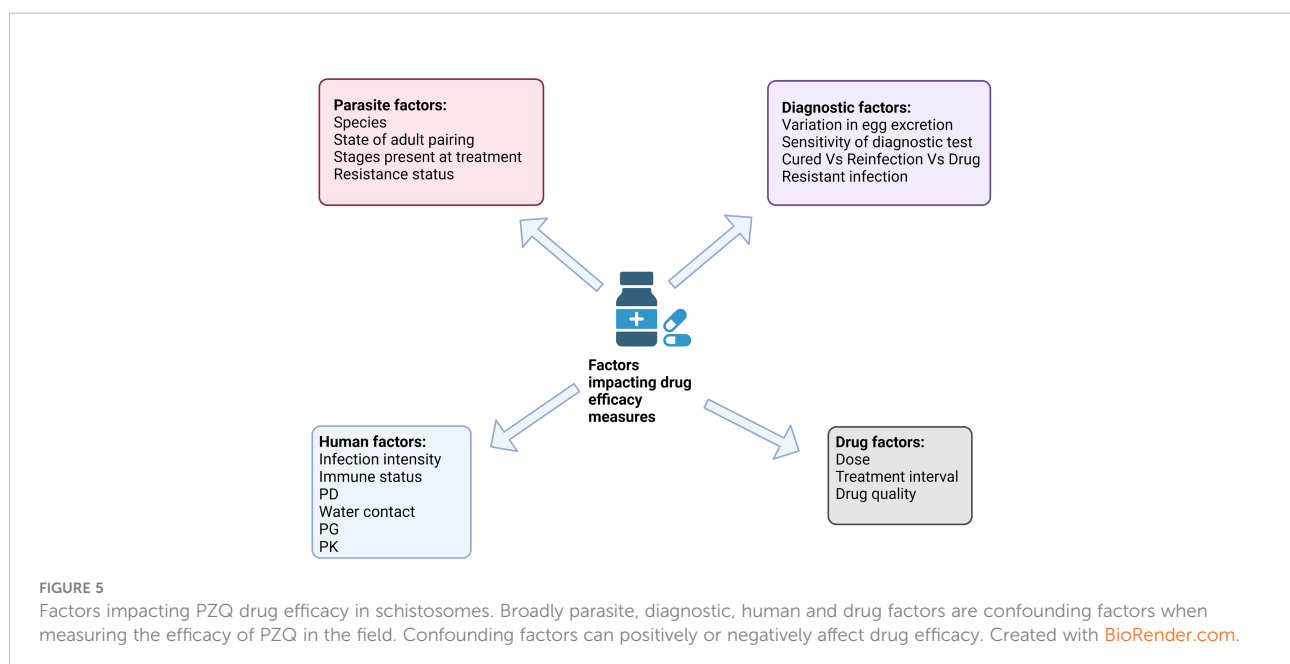 Parasite factors:
Species
State of adult pairing
Stages present at treatment
Resistance status
Diagnostic factors:
Variation in egg excretion
Sensitivity of diagnostic test
Cured Vs Reinfection Vs Drug
Resistant infection
Factors
impacting drug
efficacy
measures
Human factors:
Infection intensity
Immune status
PD
Water contact
PG
PK
Drug factors:
Dose
Treatment interval
Drug quality
FIGURE 5
Factors impacting PZQ drug efficacy in schistosomes. Broadly parasite, diagnostic, human and drug factors are confounding factors when
measuring the efficacy of PZQ in the field. Confounding factors can positively or negatively affect drug efficacy. Created with BioRender.com.